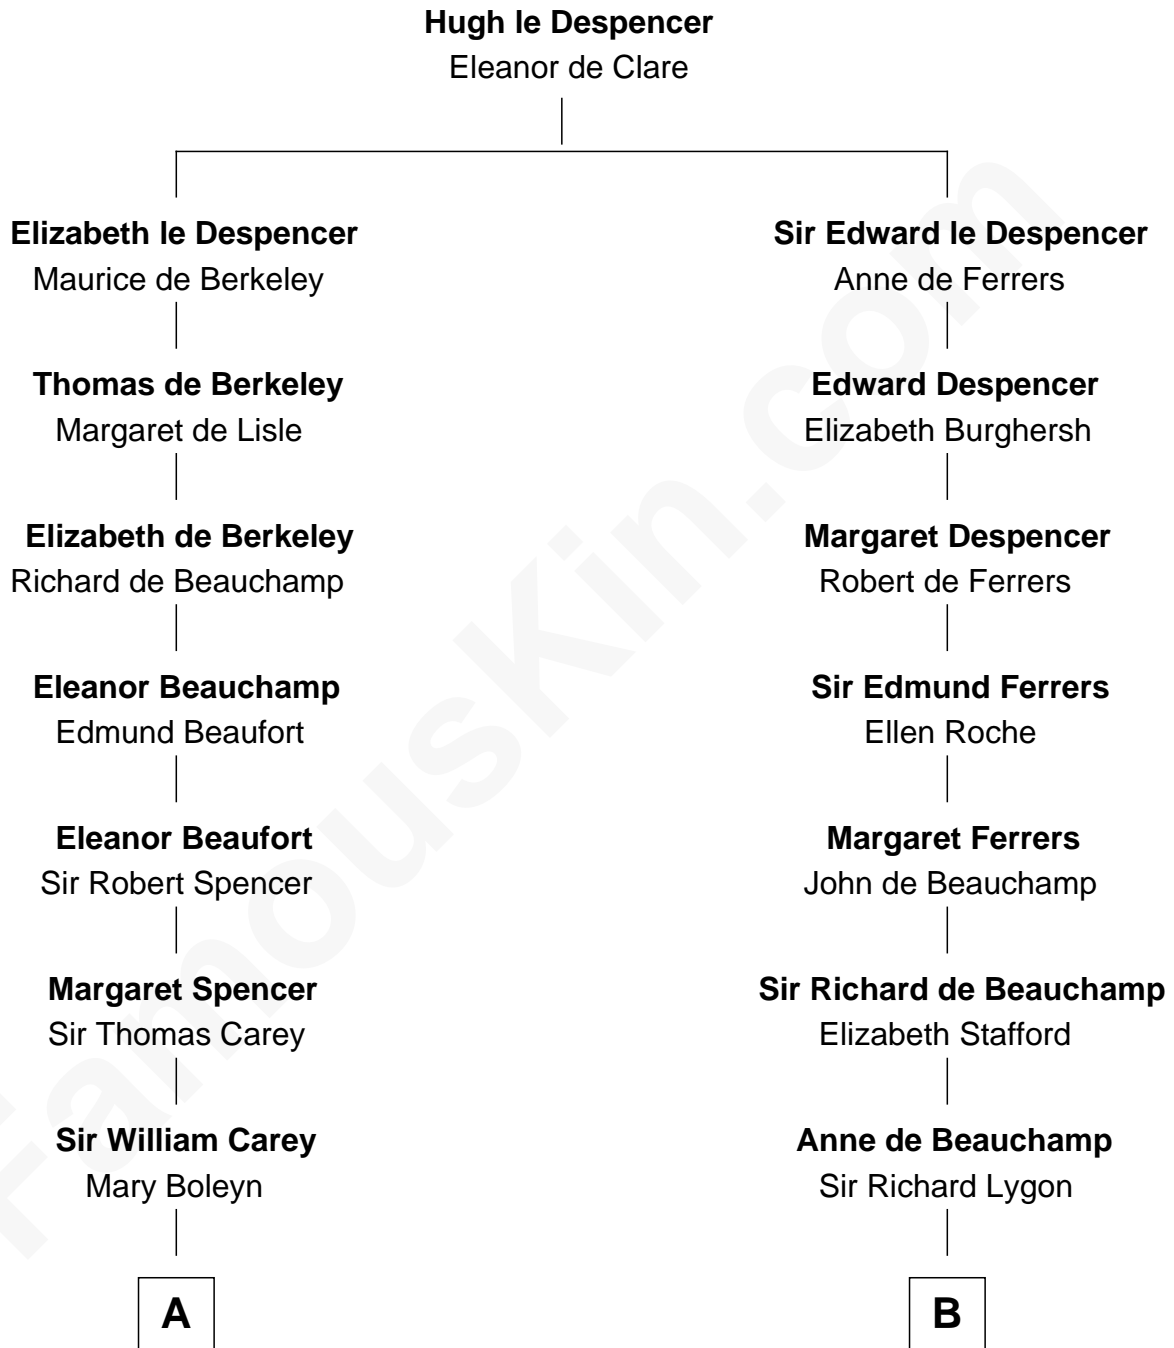 Hugh le Despencer
Eleanor de Clare
Elizabeth le Despencer
Maurice de Berkeley
Sir Edward le Despencer
Anne de Ferrers
Thomas de Berkeley
Margaret de Lisle
Edward Despencer
Elizabeth Burghersh
Elizabeth de Berkeley
Richard de Beauchamp
Margaret Despencer
Robert de Ferrers
Eleanor Beauchamp
Edmund Beaufort
Sir Edmund Ferrers
Ellen Roche
Eleanor Beaufort
Sir Robert Spencer
Margaret Ferrers
John de Beauchamp
Margaret Spencer
Sir Thomas Carey
Sir Richard de Beauchamp
Elizabeth Stafford
Sir William Carey
Mary Boleyn
Anne de Beauchamp
Sir Richard Lygon
A
B
FamousKin.com